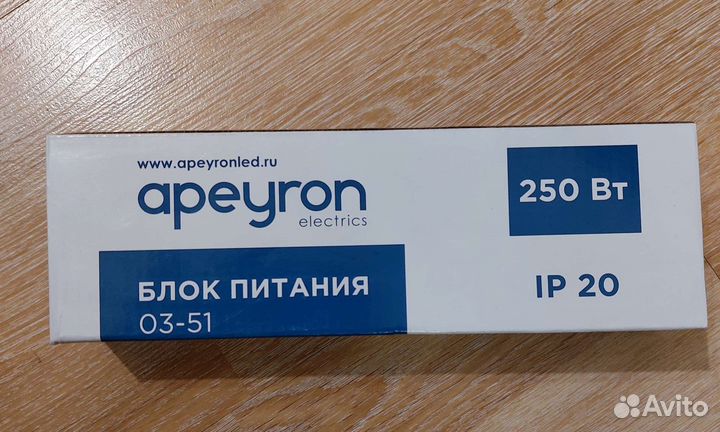 www.apeyronled.ru
apeyron
electrics
250 Вт
БЛОК ПИТАНИЯ
03-51
IP 20
Avito